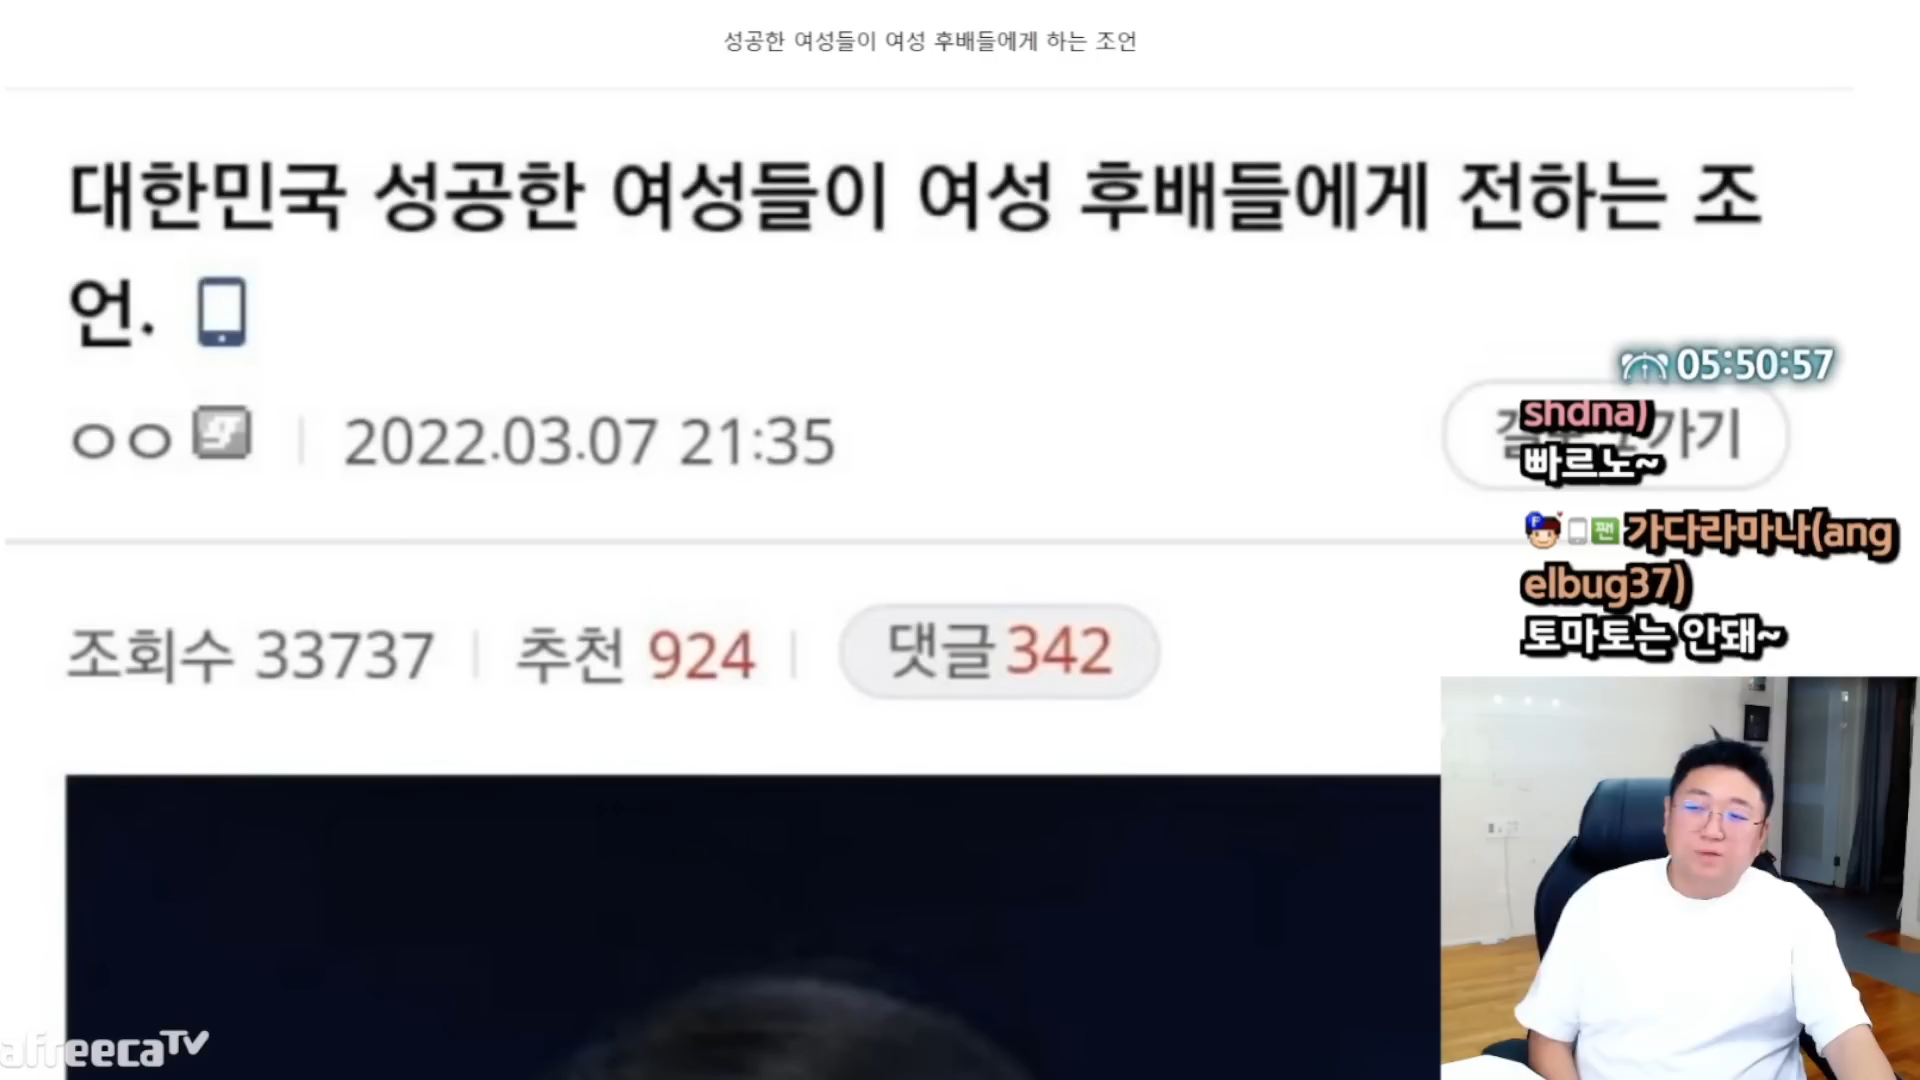 성공한 여성들이 여성 후배들에게 하는 조언
대한민국 성공한 여성들이 여성 후배들에게 전하는 조
언.
ㅇㅇ
2022.03.07 21:35
가기
05:50:57
shdna)
빠르노~
팬 가다라마나(ang
elbug37)
토마토는 안돼~
조회수 33737
추천 924
댓글 342
afreecaTV